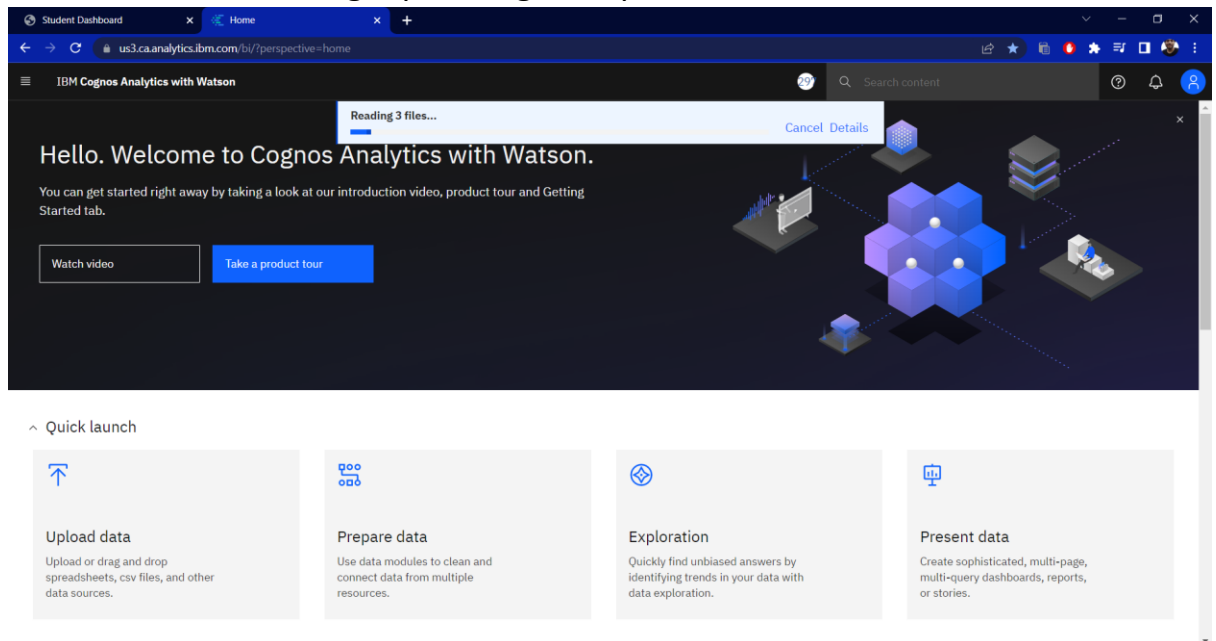 Student Dashboard
Home
us3.ca.analytics.ibm.com/bi/?perspective=home
IBM Cognos Analytics with Watson
Search content
Reading 3 files...
Cancel Details
Hello. Welcome to Cognos Analytics with Watson.
You can get started right away by taking a look at our introduction video, product tour and Getting
Started tab.
Watch video
Take a product tour
Quick launch
Upload data
Upload or drag and drop
spreadsheets, csv files, and other
data sources.
Prepare data
Use data modules to clean and
connect data from multiple
resources.
Exploration
Quickly find unbiased answers by
identifying trends in your data with
data exploration.
Present data
Create sophisticated, multi-page,
multi-query dashboards, reports,
or stories.